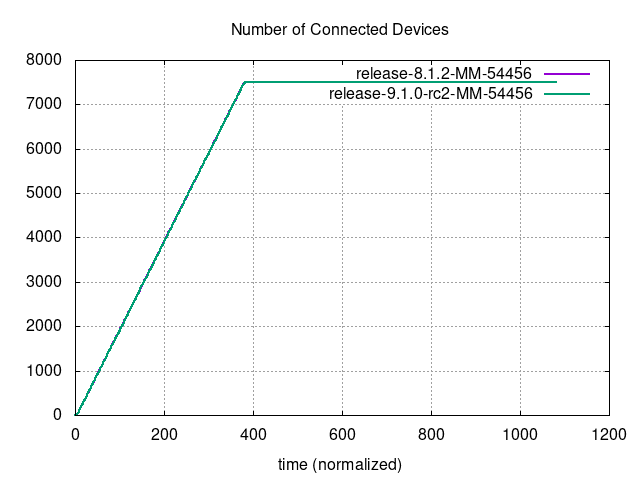 Number of Connected Devices
8000
7000
6000
5000
4000
3000
2000
1000
0
release-8.1.2-MM-54456
release-9.1.0-rc2-MM-54456
0 200 400 600 800 1000 1200
time (normalized)